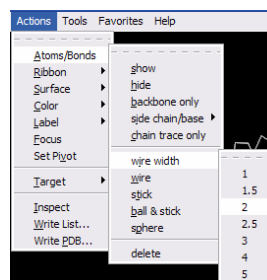 Actions Tools Favorites Help
Atoms/Bonds
Ribbon
Surface
Color
Label
Focus
Set Pivot
Target
Inspect
Write List...
Write PDB...
show
hide
backbone only
side chain/base
chain trace only
wire width
wire
stick
ball & stick
sphere
delete
1
1.5
2
2.5
3
4
5